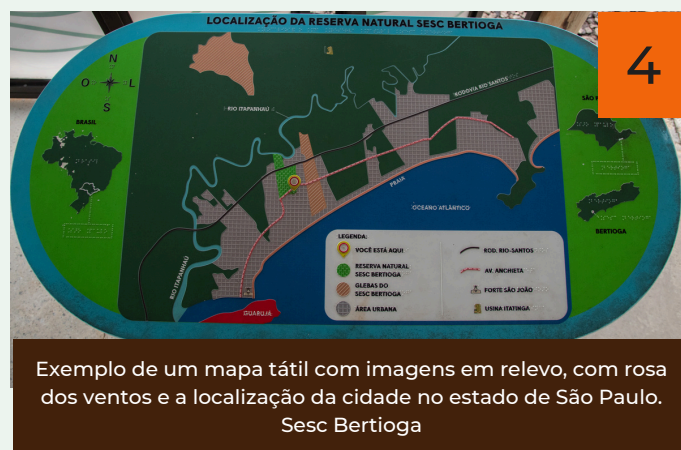 LOCALIZAÇÃO DA RESERVA NATURAL SESC BERTIOGA
4
N
O
L
S
BRASIL
RIO ITAPANHAÚ
RODOVIA RIO SANTOS
SÃO
PRAIA
OCEANO ATLÂNTICO
BERTIOGA
RIO ITAPANHAÚ
GUARUJÁ
LEGENDA:
VOCÊ ESTÁ AQUI
RESERVA NATURAL
SESC BERTIOGA
GLEBAS DO
SESC BERTIOGA
ÁREA URBANA
ROD. RIO-SANTOS
AV. ANCHIETA
FORTE SÃO JOÃO
USINA ITATINGA
Exemplo de um mapa tátil com imagens em relevo, com rosa
dos ventos e a localização da cidade no estado de São Paulo.
Sesc Bertioga